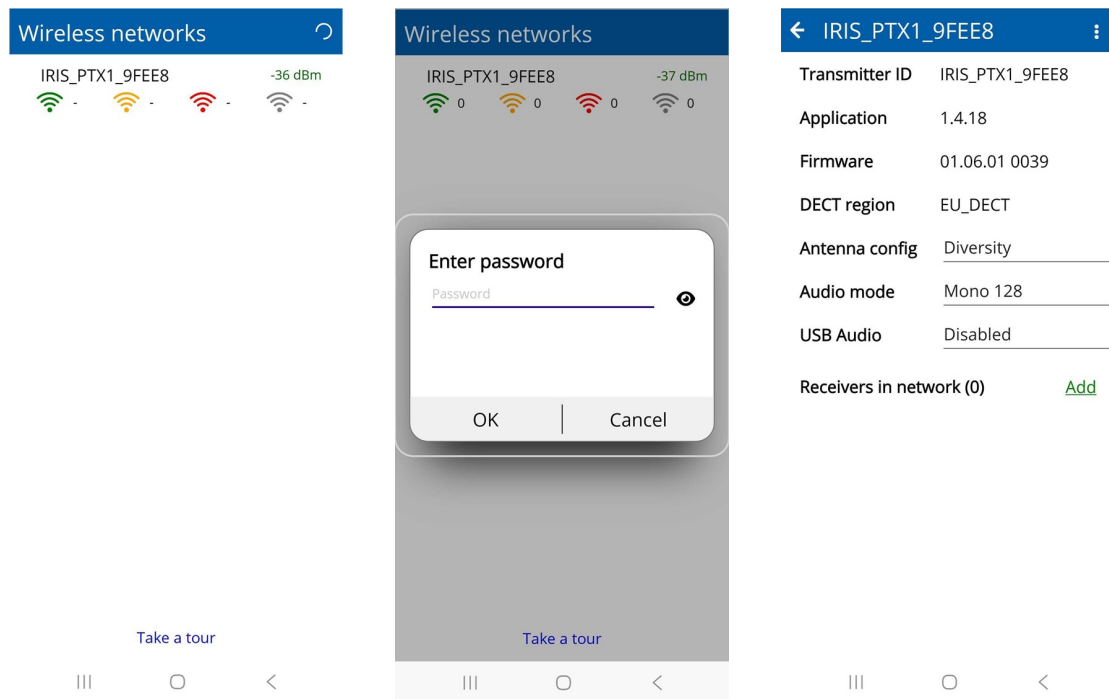 Wireless networks
IRIS_PTX1_9FEE8 -36 dBm
- - - -
Take a tour
Wireless networks
IRIS_PTX1_9FEE8 -37 dBm
0 0 0 0
Enter password
Password
OK Cancel
Take a tour
IRIS_PTX1_9FEE8
Transmitter ID IRIS_PTX1_9FEE8
Application 1.4.18
Firmware 01.06.01 0039
DECT region EU_DECT
Antenna config Diversity
Audio mode Mono 128
USB Audio Disabled
Receivers in network (0) Add